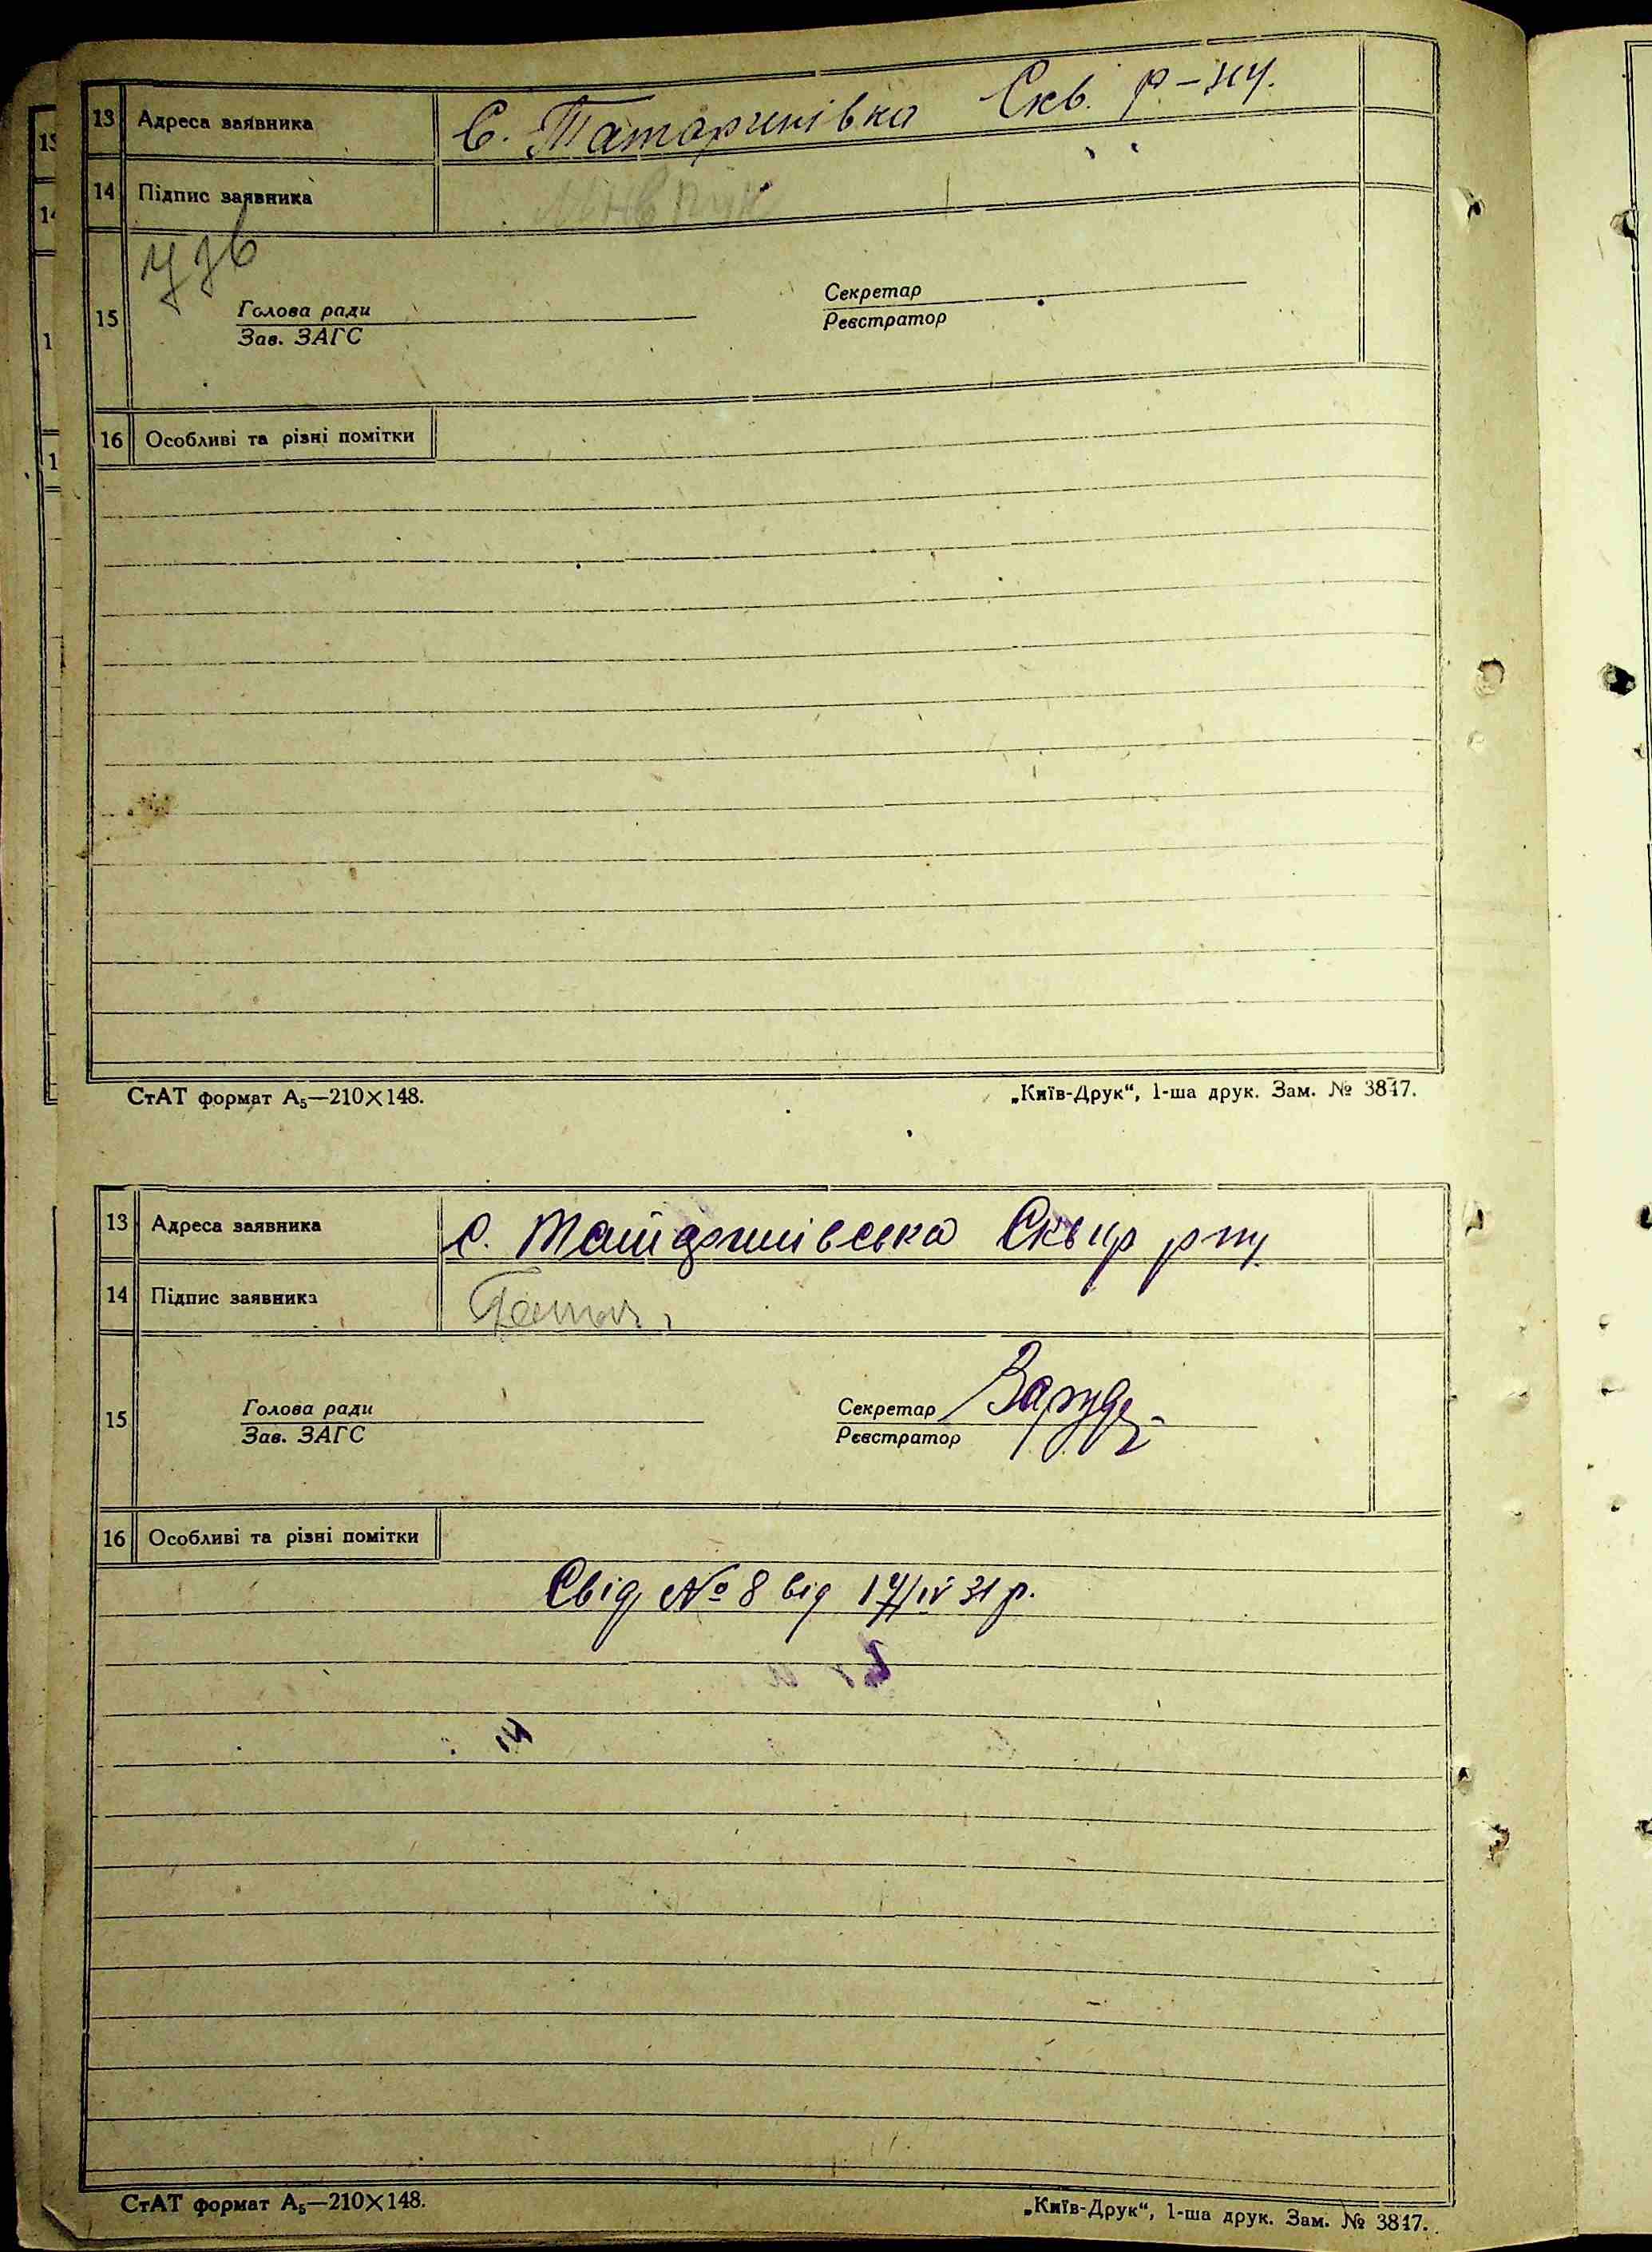 13 Адреса заявника С. Татаринівка Скв. р-ну.
14 Підпис заявника
15
Голова ради
Зав. ЗАГС
Секретар
Реєстратор
16 Особливі та різні помітки
СтАТ формат А₅—210×148.
„Київ-Друк“, 1-ша друк. Зам. № 3847.
13 Адреса заявника С. Сквир р ну
14 Підпис заявника
15
Голова ради
Зав. ЗАГС
Секретар
Реєстратор
16 Особливі та різні помітки
Свід № 8 від 17/IV 31 р.
СтАТ формат А₅—210×148.
„Київ-Друк“, 1-ша друк. Зам. № 3847.